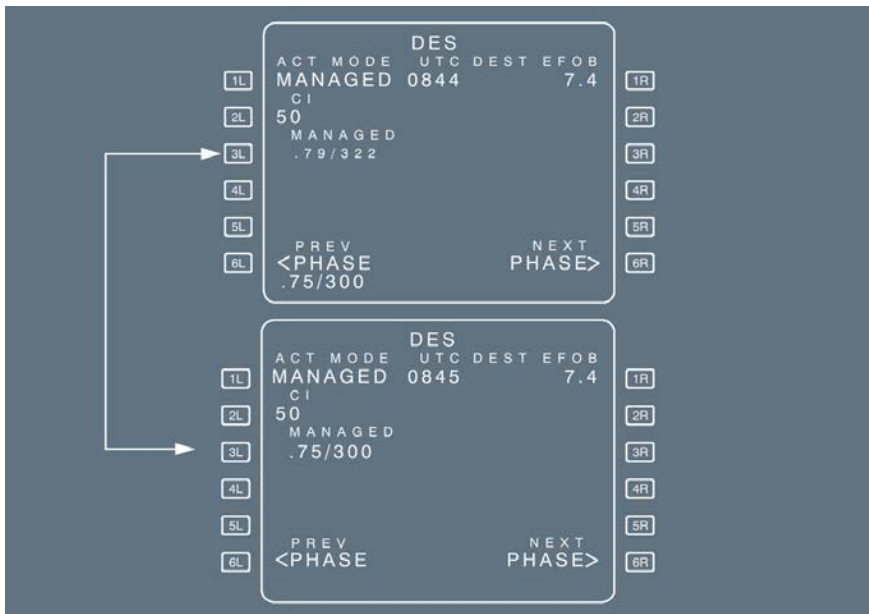 DES
ACT MODE UTC DEST EFOB
1L MANAGED 0844 7.4 1R
CI
2L 50 2R
MANAGED
3L .79/322 3R
4L 4R
5L 5R
PREV NEXT
6L <PHASE PHASE> 6R
.75/300
DES
ACT MODE UTC DEST EFOB
1L MANAGED 0845 7.4 1R
CI
2L 50 2R
MANAGED
3L .75/300 3R
4L 4R
5L 5R
PREV NEXT
6L <PHASE PHASE> 6R